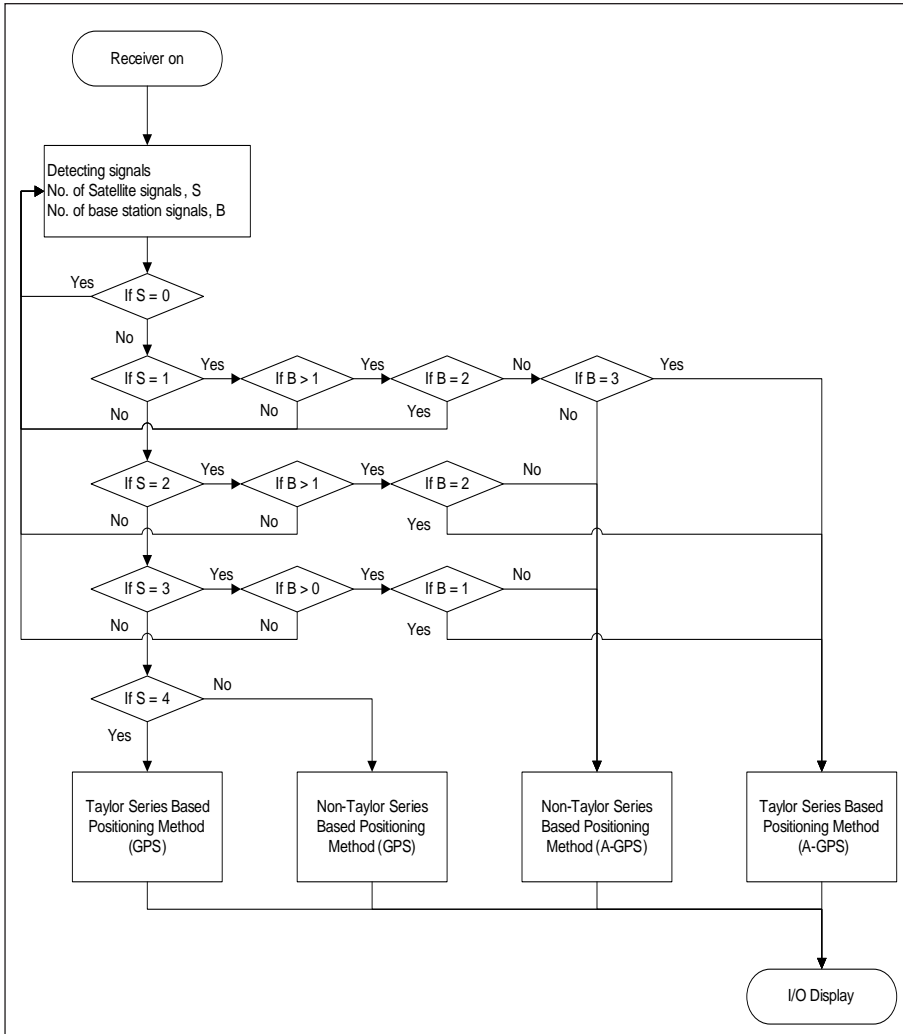 Receiver on
Detecting signals
No. of Satellite signals, S
No. of base station signals, B
Yes
If S = 0
No
If S = 1
Yes
If B > 1
Yes
If B = 2
No
If B = 3
Yes
No
No
Yes
No
If S = 2
Yes
If B > 1
Yes
If B = 2
No
No
No
Yes
If S = 3
Yes
If B > 0
Yes
If B = 1
No
No
No
Yes
If S = 4
No
Yes
Taylor Series Based
Positioning Method
(GPS)
Non-Taylor Series
Based Positioning
Method (GPS)
Non-Taylor Series
Based Positioning
Method (A-GPS)
Taylor Series Based
Positioning Method
(A-GPS)
I/O Display